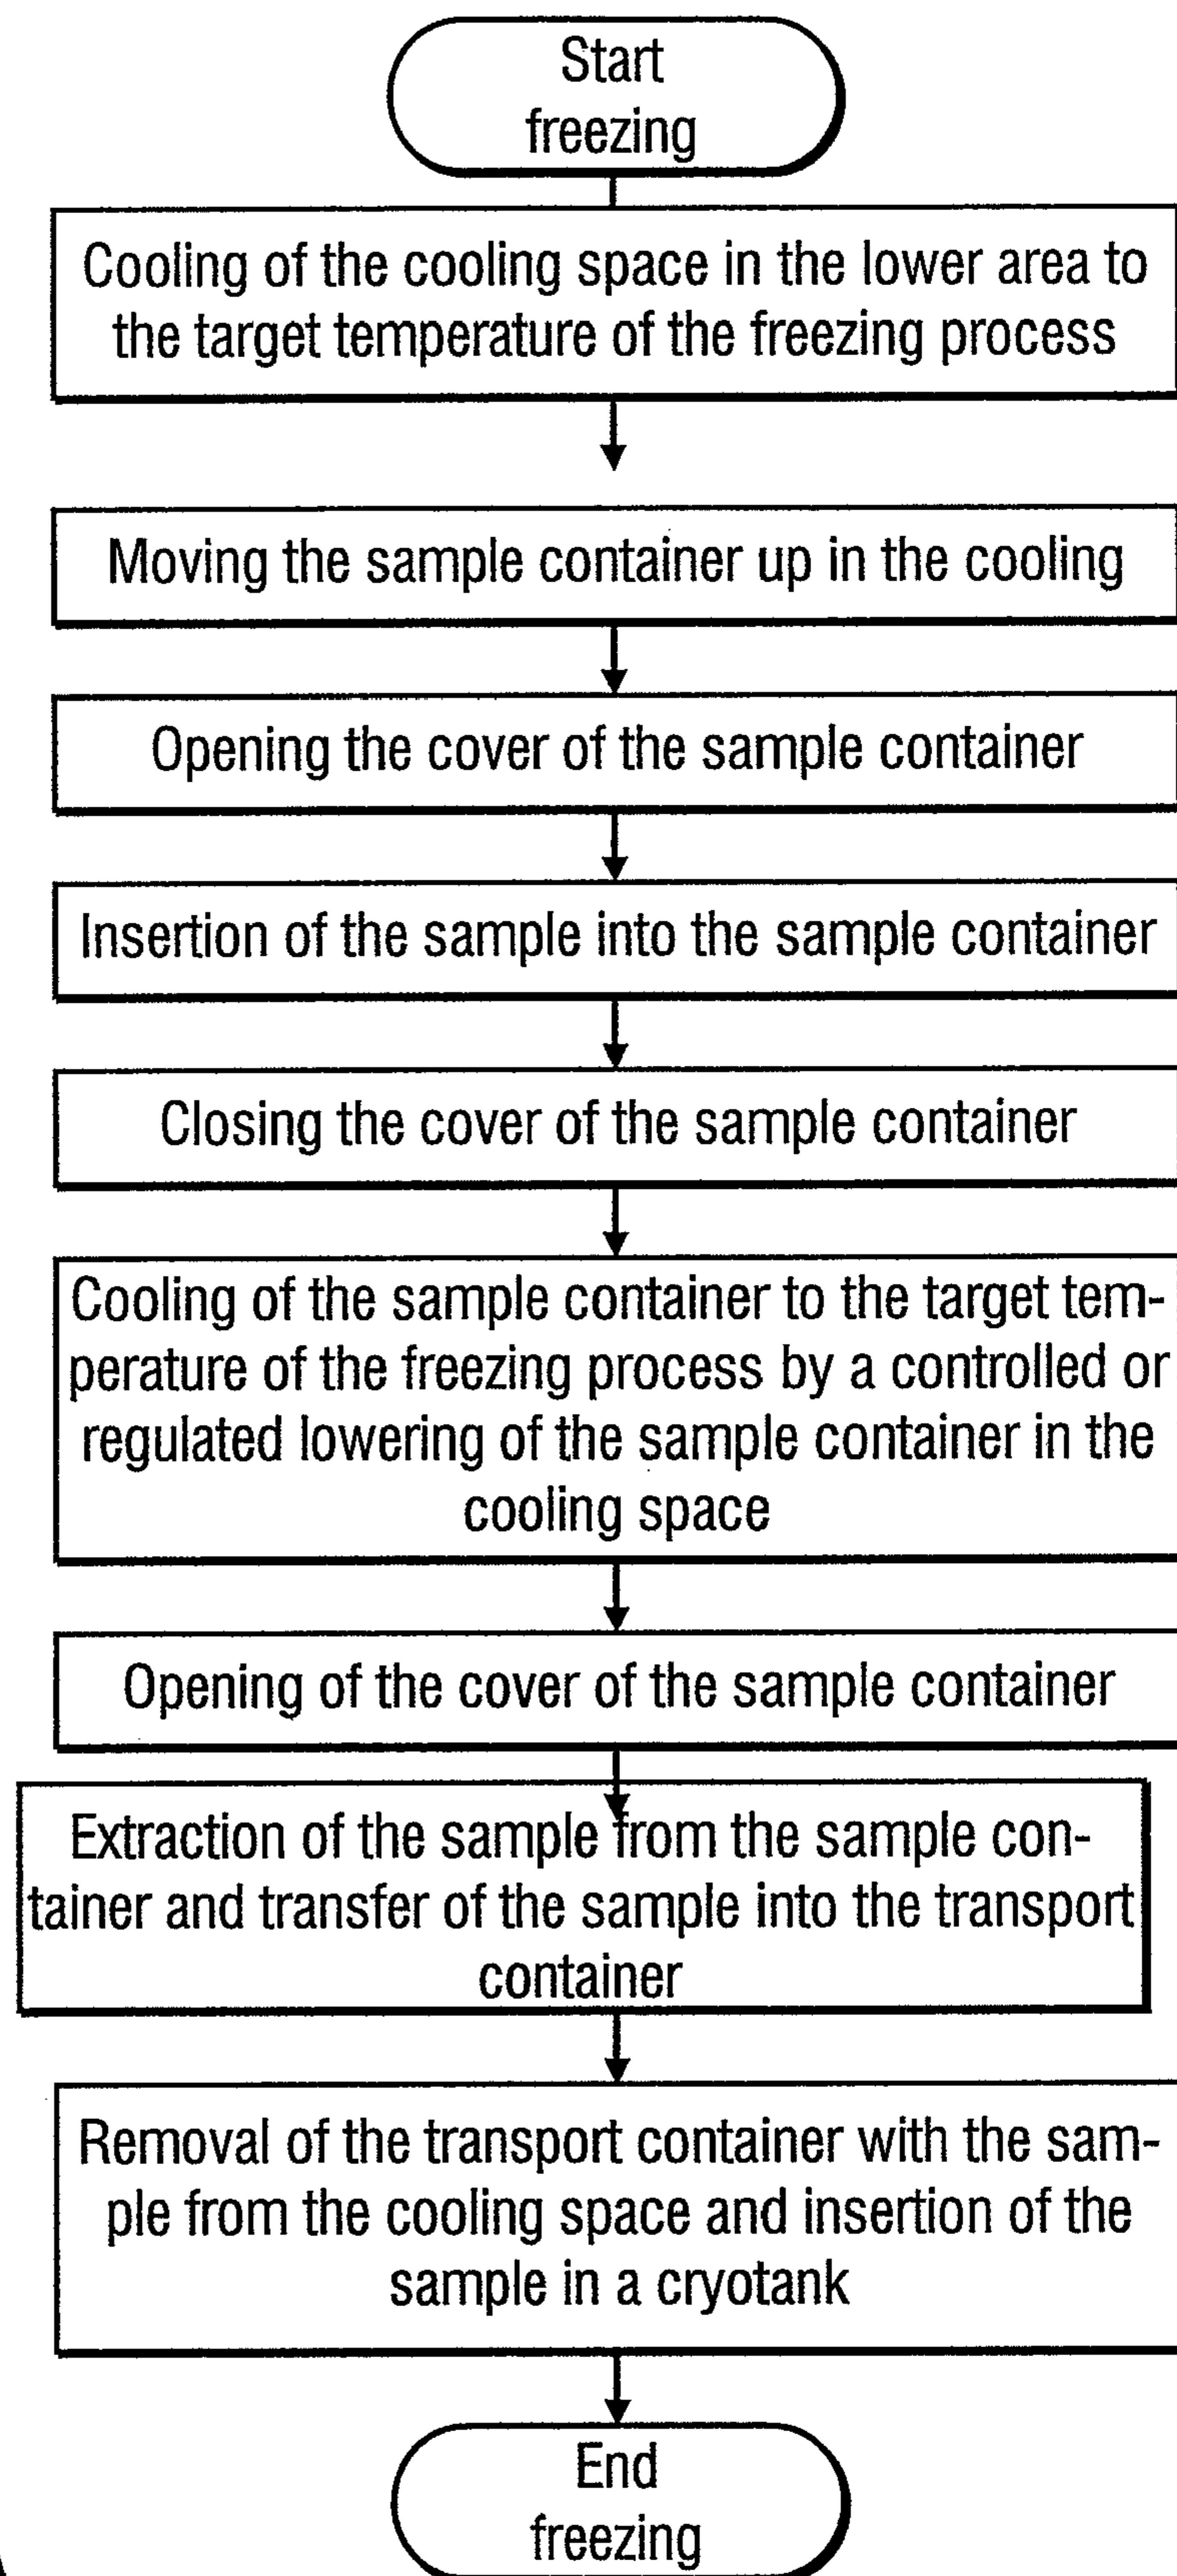 Start
freezing
Cooling of the cooling space in the lower area to
the target temperature of the freezing process
Moving the sample container up in the cooling
Opening the cover of the sample container
Insertion of the sample into the sample container
Closing the cover of the sample container
Cooling of the sample container to the target tem-
perature of the freezing process by a controlled or
regulated lowering of the sample container in the
cooling space
Opening of the cover of the sample container
Extraction of the sample from the sample con-
tainer and transfer of the sample into the transport
container
Removal of the transport container with the sam-
ple from the cooling space and insertion of the
sample in a cryotank
End
freezing